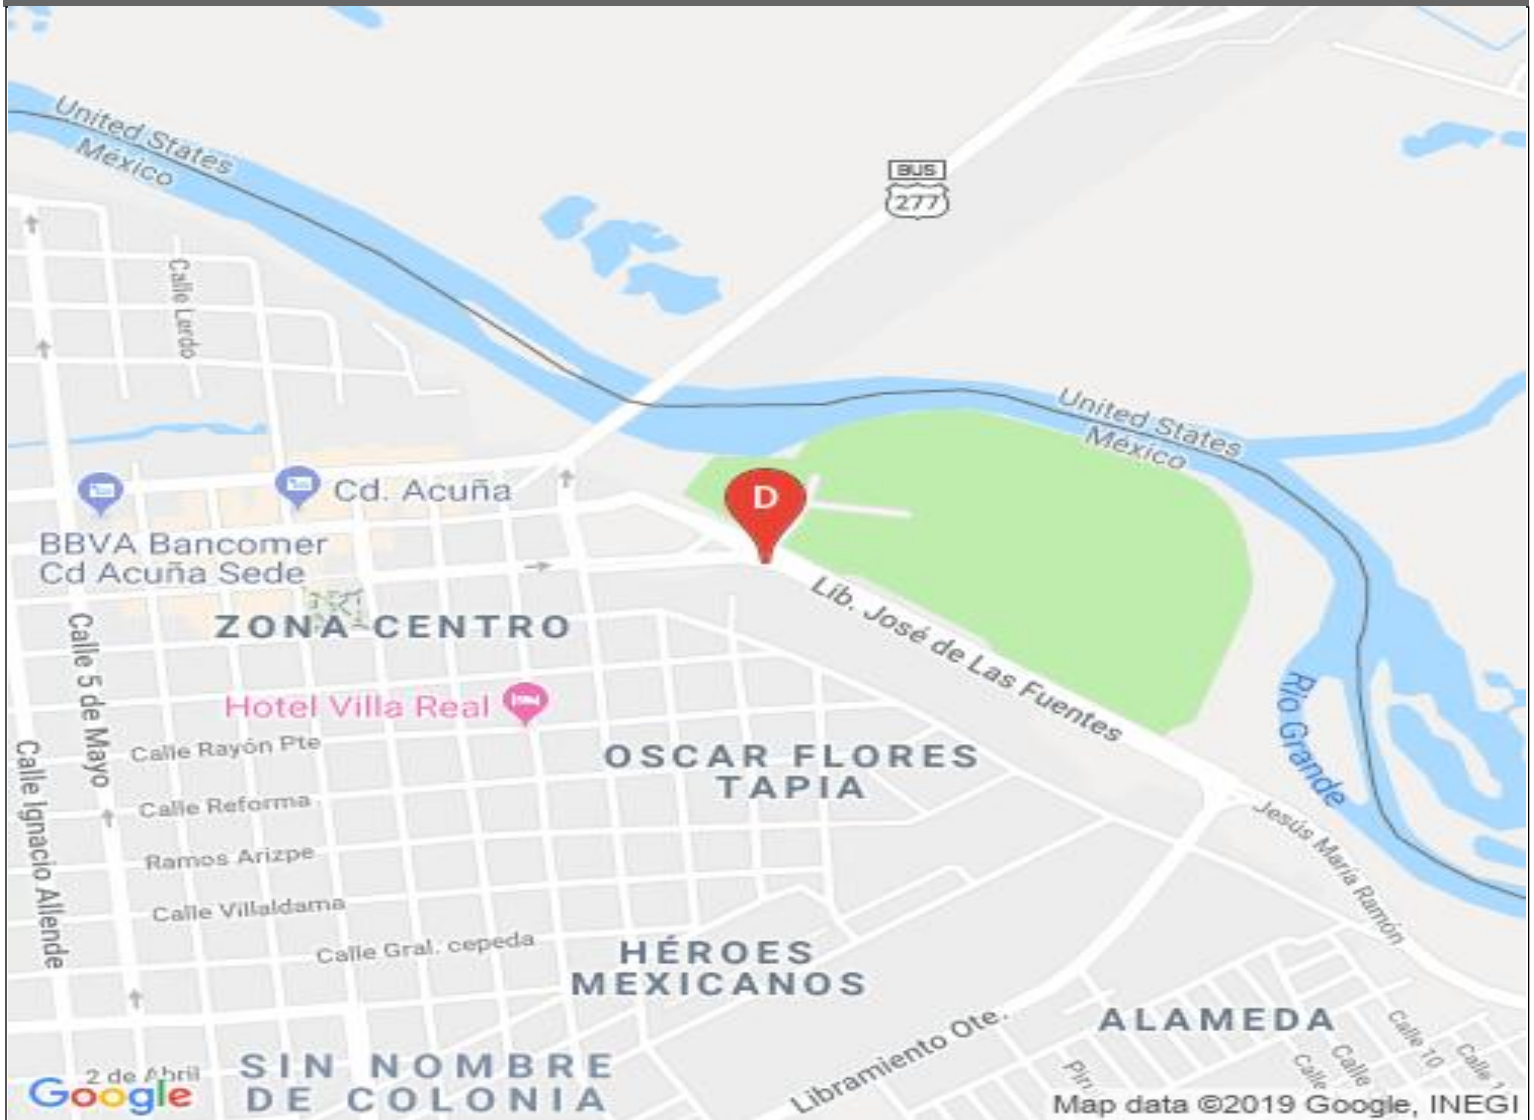 United States
México
BUS
277
Calle Lerdo
United States
México
D
Cd. Acuña
BBVA Bancomer
Cd Acuña Sede
ZONA CENTRO
Lib. José de Las Fuentes
Calle 5 de Mayo
Hotel Villa Real
Río Grande
Calle Rayón Pte
OSCAR FLORES
TAPIA
Calle Ignacio Allende
Calle Reforma
Jesús María Ramón
Ramos Arizpe
Calle Villaldama
Calle Gral. cepeda
HÉROES
MEXICANOS
ALAMEDA
Libramiento Ote.
Calle 10
Calle
Calle
Calle
2 de Abril
SIN NOMBRE
DE COLONIA
Google
Map data ©2019 Google, INEGI